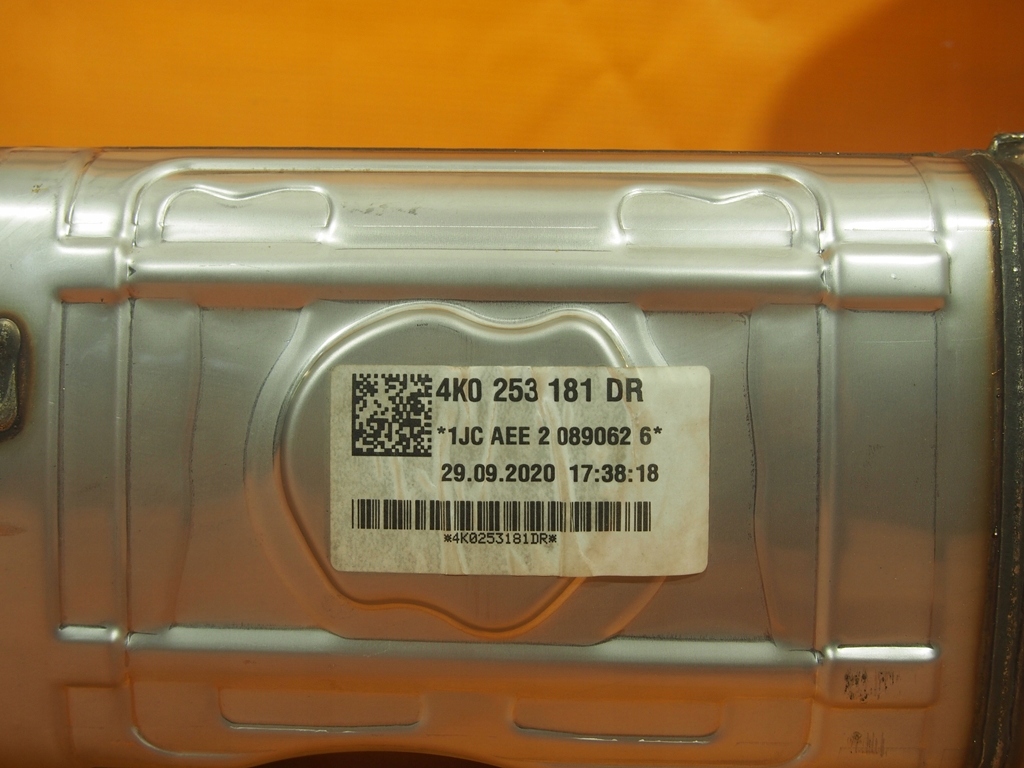 4K0 253 181 DR
*1JC AEE 2 089062 6*
29.09.2020 17:38:18
*4K0253181DR*